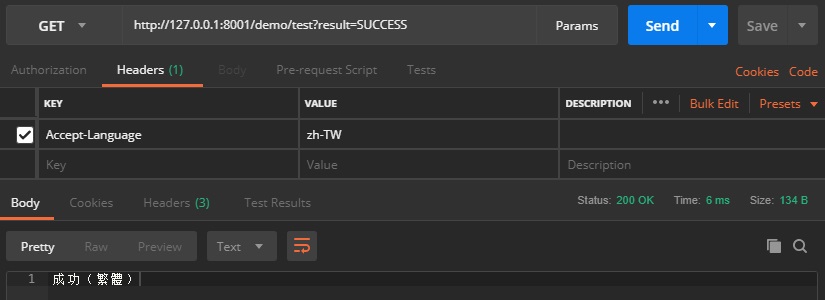 GET http://127.0.0.1:8001/demo/test?result=SUCCESS Params Send Save
Authorization Headers (1) Body Pre-request Script Tests Cookies Code
KEY VALUE DESCRIPTION ••• Bulk Edit Presets
Accept-Language zh-TW
Key Value Description
Body Cookies Headers (3) Test Results Status: 200 OK Time: 6 ms Size: 134 B
Pretty Raw Preview Text
1 成功（繁體）